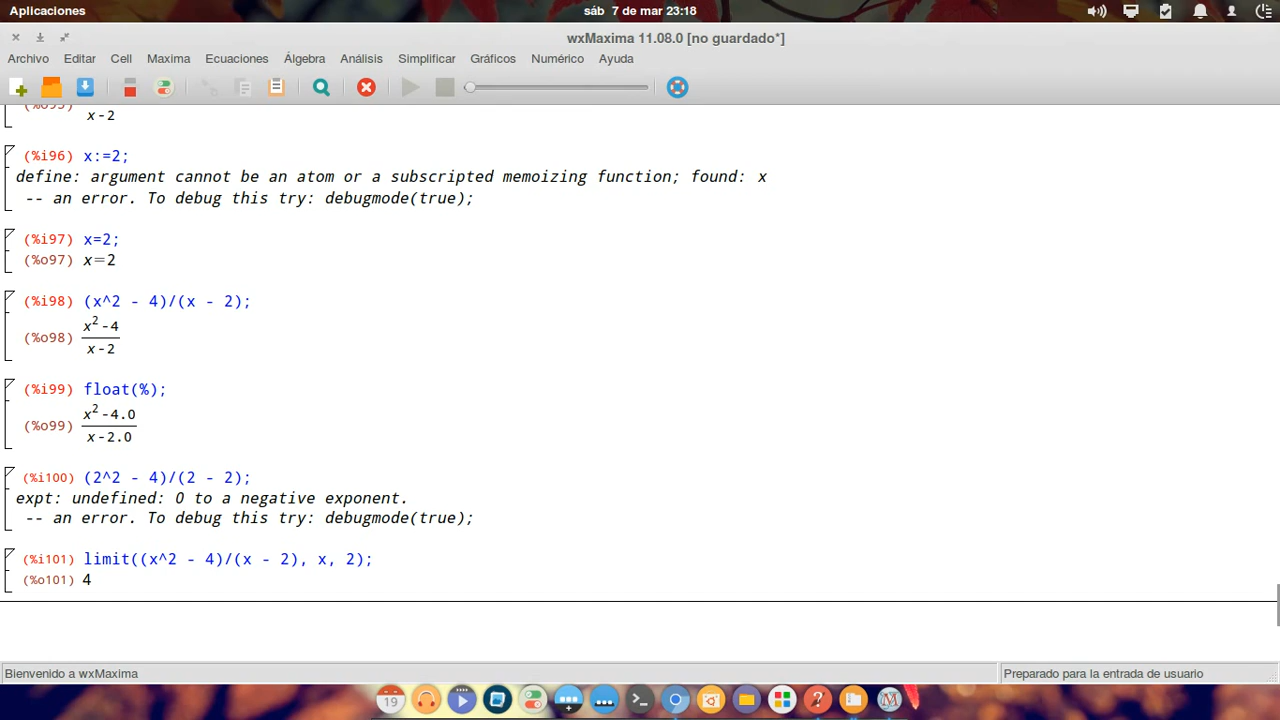 Aplicaciones
sáb 7 de mar 23:18
wxMaxima 11.08.0 [no guardado*]
Archivo Editar Cell Maxima Ecuaciones Álgebra Análisis Simplificar Gráficos Numérico Ayuda
x-2
(%i96) x:=2;
define: argument cannot be an atom or a subscripted memoizing function; found: x
-- an error. To debug this try: debugmode(true);
(%i97) x=2;
(%o97) x=2
(%i98) (x^2 - 4)/(x - 2);
x²-4
(%o98)
x-2
(%i99) float(%);
x²-4.0
(%o99)
x-2.0
(%i100) (2^2 - 4)/(2 - 2);
expt: undefined: 0 to a negative exponent.
-- an error. To debug this try: debugmode(true);
(%i101) limit((x^2 - 4)/(x - 2), x, 2);
(%o101) 4
Bienvenido a wxMaxima
Preparado para la entrada de usuario
19